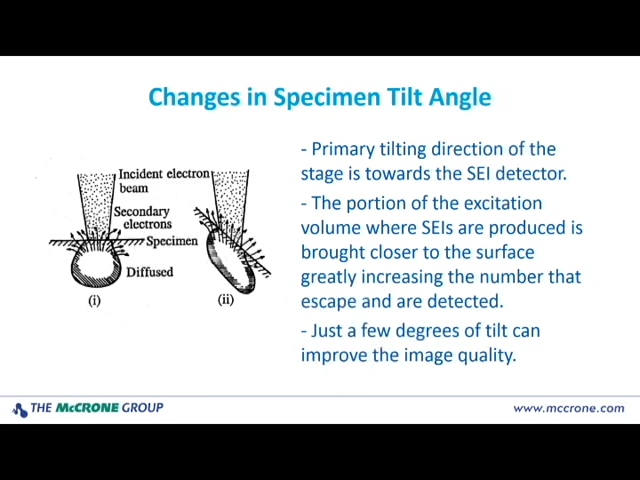 Changes in Specimen Tilt Angle
Incident electron
beam
Secondary
electrons
Specimen
Diffused
(i)
(ii)
- Primary tilting direction of the
stage is towards the SEI detector.
- The portion of the excitation
volume where SEIs are produced is
brought closer to the surface
greatly increasing the number that
escape and are detected.
- Just a few degrees of tilt can
improve the image quality.
THE McCRONE GROUP
www.mccrone.com